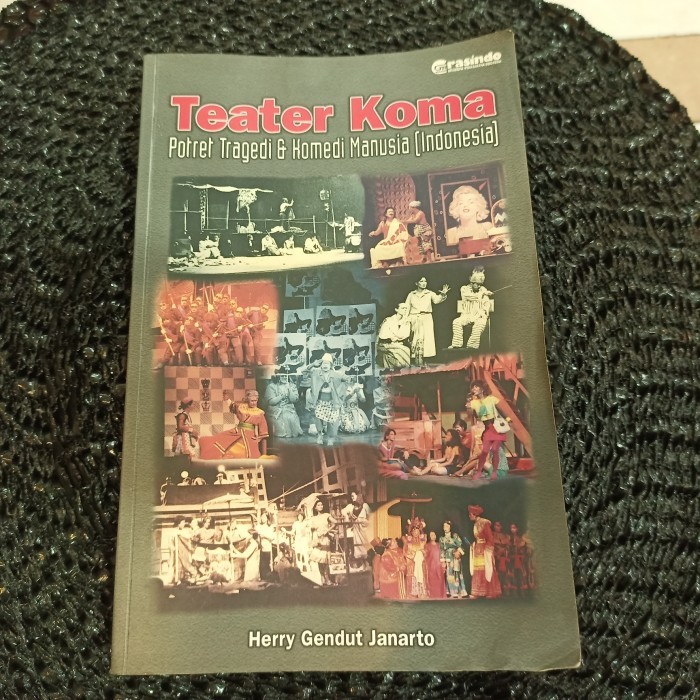 Grasindo
Teater Koma
Potret Tragedi & Komedi Manusia (Indonesia)
Herry Gendut Janarto